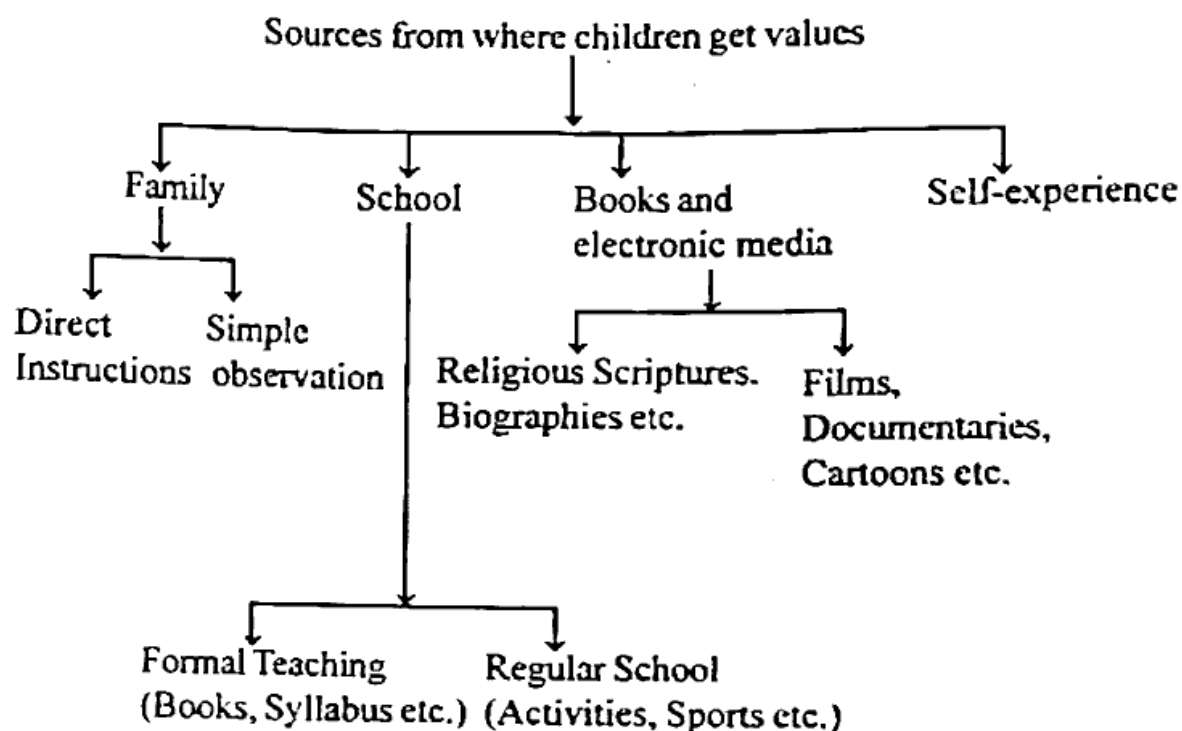 Sources from where children get values
Family
School
Books and
electronic media
Self-experience
Direct
Instructions
Simple
observation
Religious Scriptures.
Biographies etc.
Films,
Documentaries,
Cartoons etc.
Formal Teaching
(Books, Syllabus etc.)
Regular School
(Activities, Sports etc.)